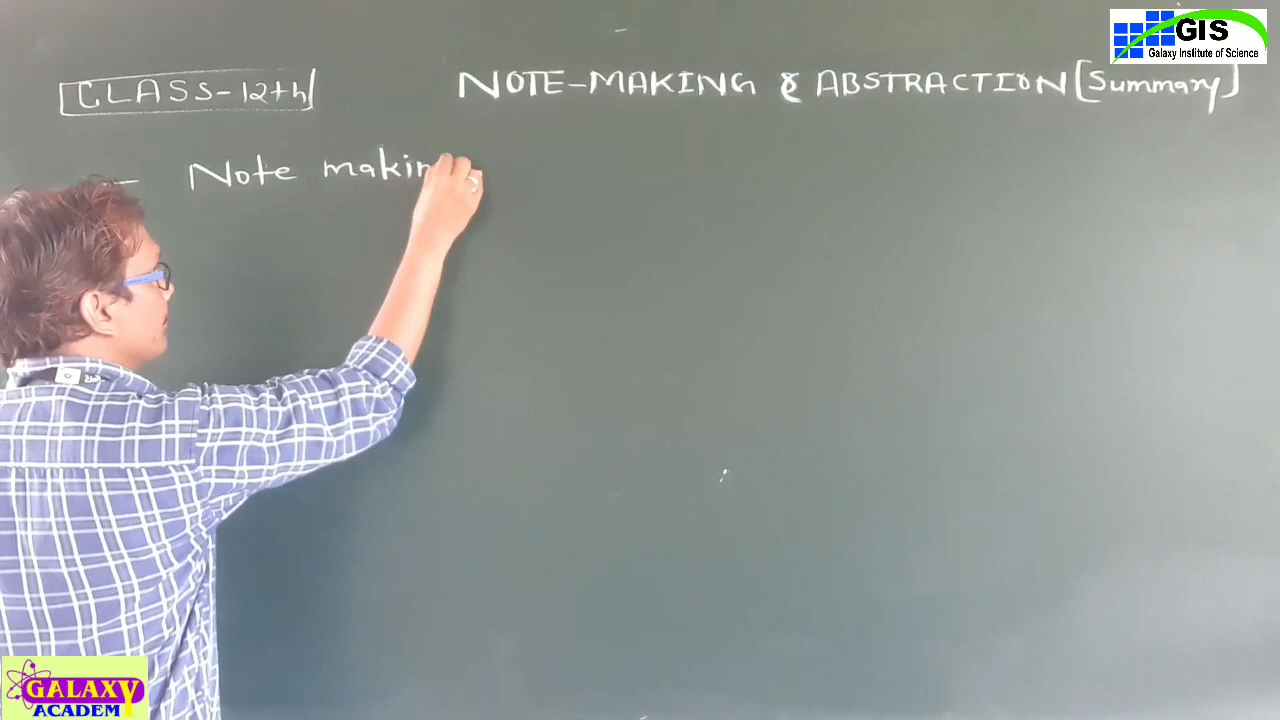 GIS
Galaxy Institute of Science
CLASS-12th
NOTE-MAKING & ABSTRACTION [Summary]
- Note makin
GALAXY
ACADEM